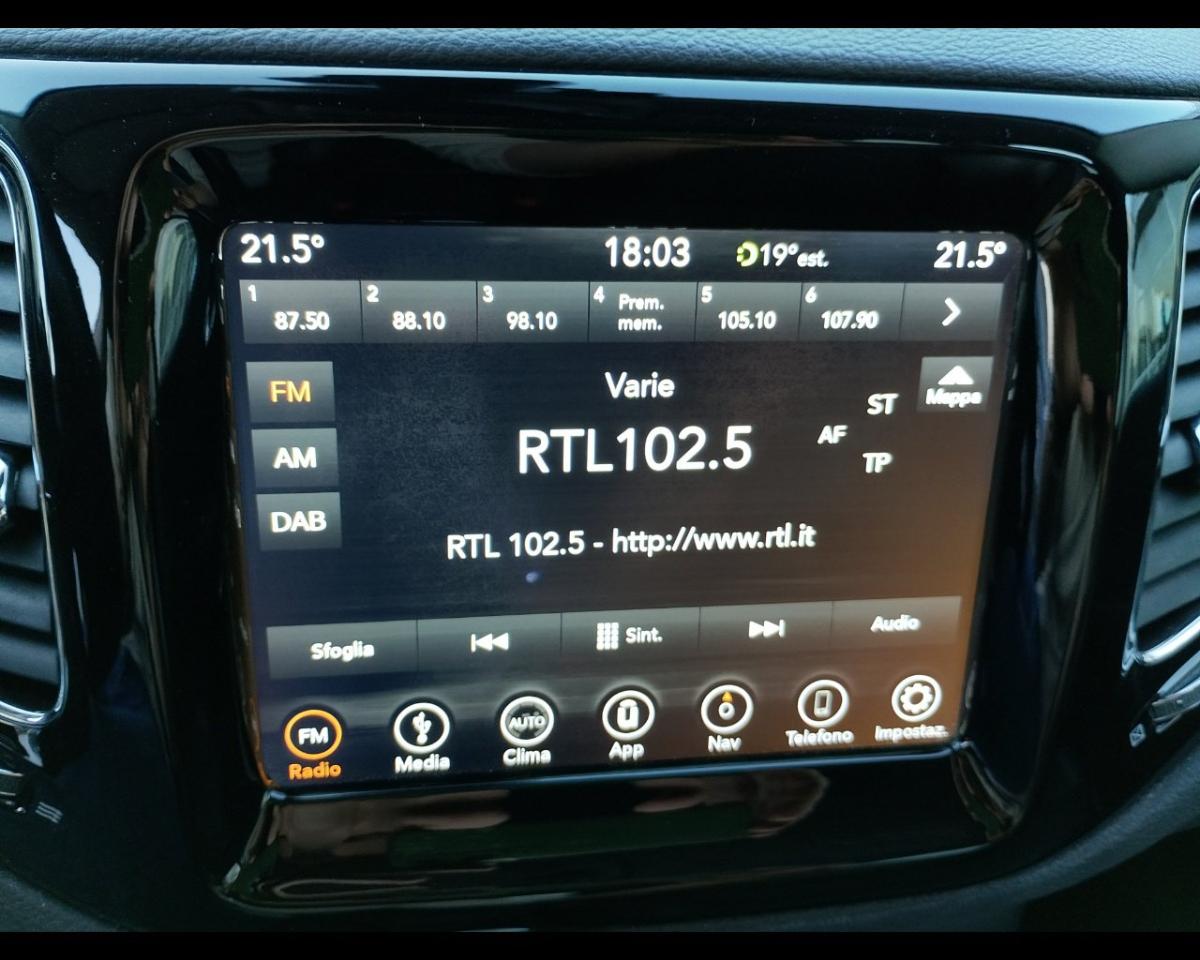 21.5° 18:03 19°est. 21.5°
1 2 3 4 Prem. 5 6
87.50 88.10 98.10 mem. 105.10 107.90
FM Varie ST Mappa
AM RTL102.5 AF TP
DAB
RTL 102.5 - http://www.rtl.it
Sfoglia Sint. Audio
FM AUTO
Radio Media Clima App Nav Telefono Impostaz.